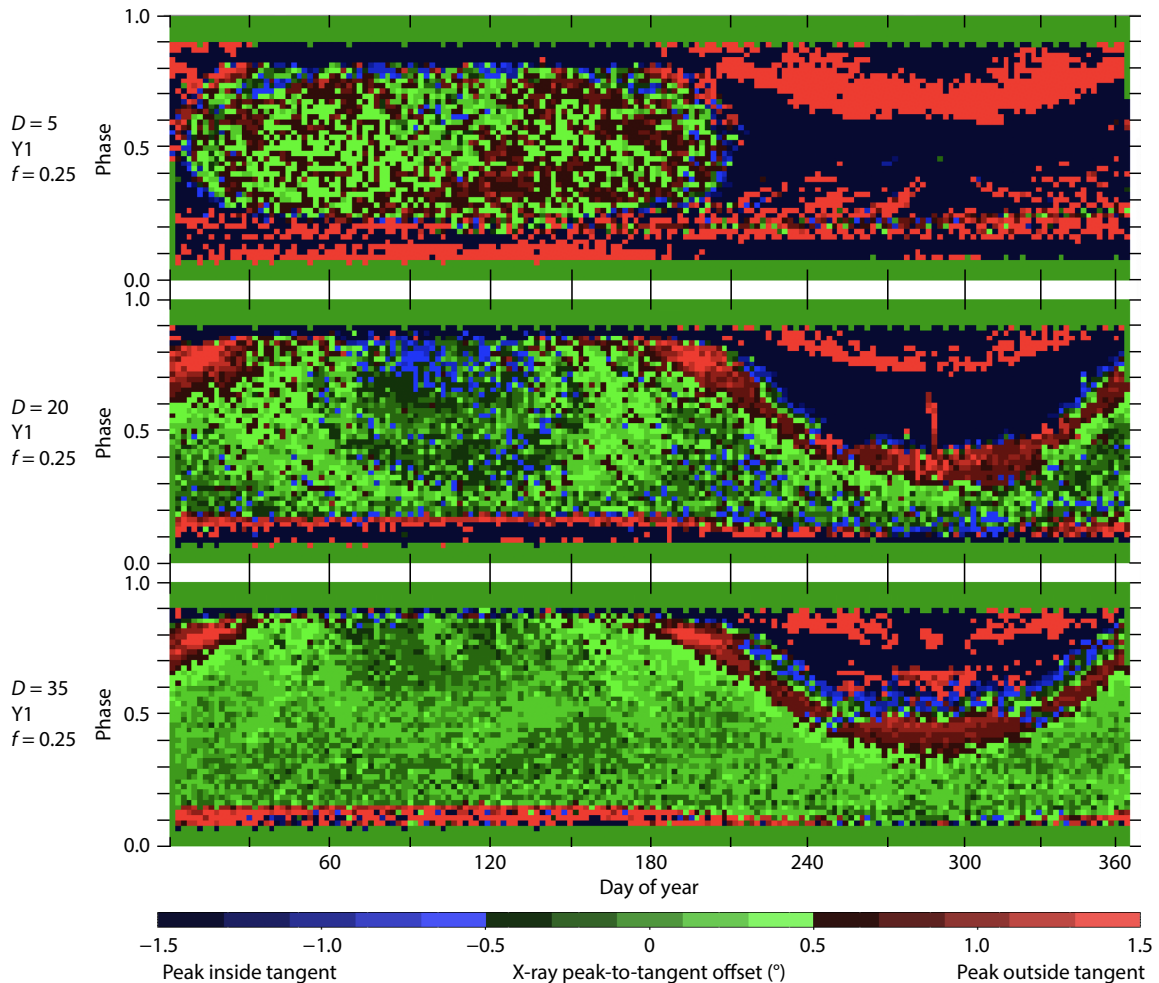 1.0
D = 5
Y1
f = 0.25
Phase
0.5
0.0
1.0
D = 20
Y1
f = 0.25
Phase
0.5
0.0
1.0
D = 35
Y1
f = 0.25
Phase
0.5
0.0
60 120 180 240 300 360
Day of year
−1.5 −1.0 −0.5 0 0.5 1.0 1.5
Peak inside tangent X-ray peak-to-tangent offset (°) Peak outside tangent